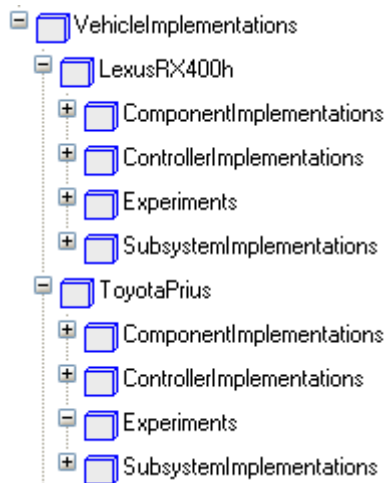 VehicleImplementations
LexusRX400h
ComponentImplementations
ControllerImplementations
Experiments
SubsystemImplementations
ToyotaPrius
ComponentImplementations
ControllerImplementations
Experiments
SubsystemImplementations